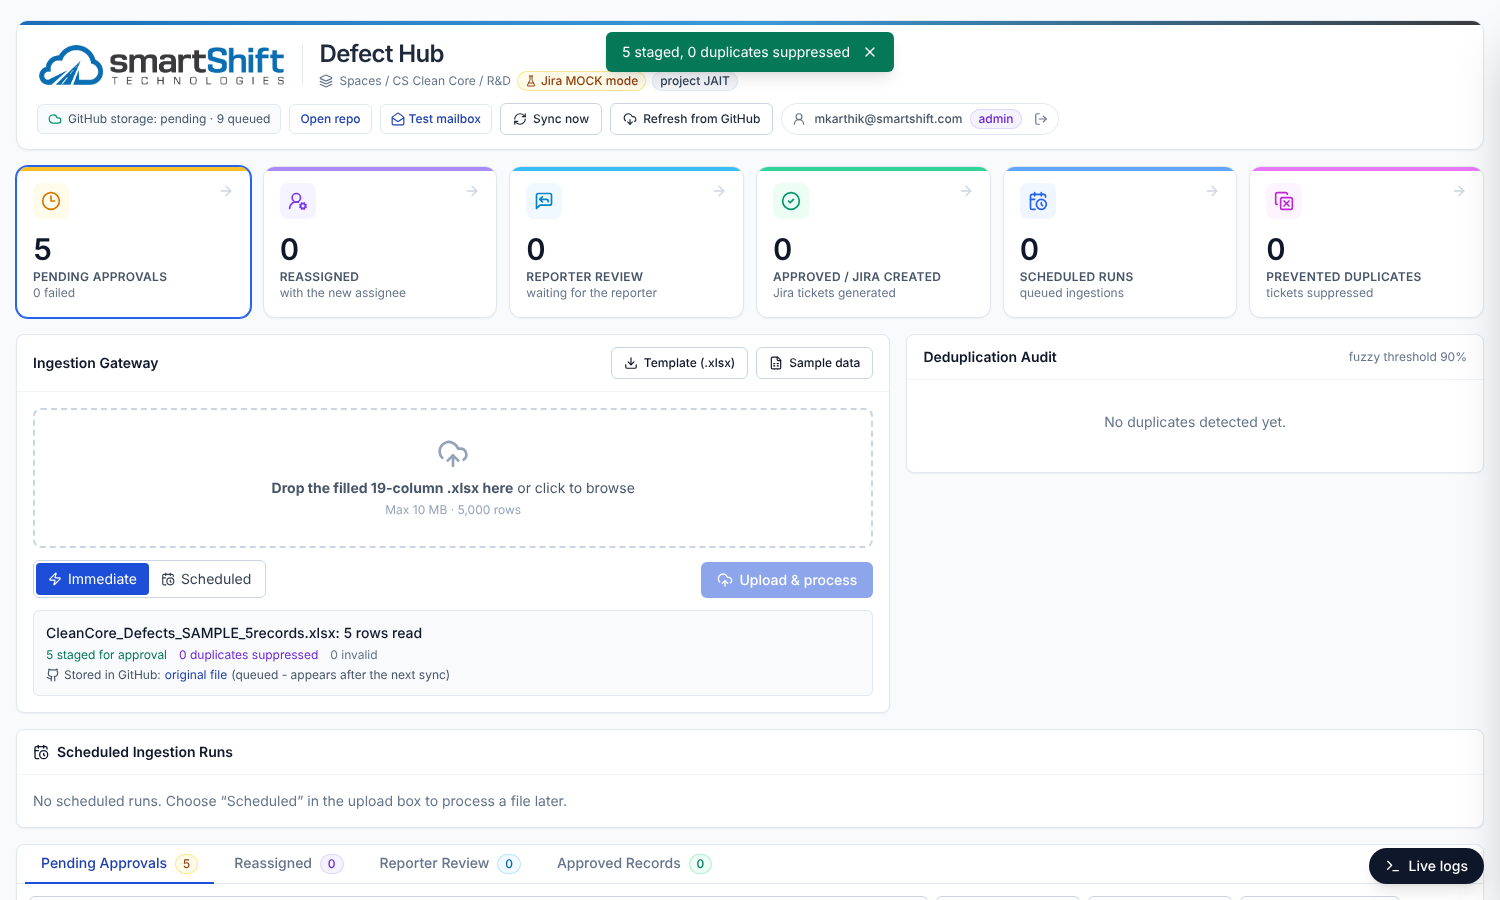 smartShift
TECHNOLOGIES
Defect Hub
Spaces / CS Clean Core / R&D
Jira MOCK mode
project JAIT
5 staged, 0 duplicates suppressed
GitHub storage: pending · 9 queued
Open repo
Test mailbox
Sync now
Refresh from GitHub
mkarthik@smartshift.com
admin
5
PENDING APPROVALS
0 failed
0
REASSIGNED
with the new assignee
0
REPORTER REVIEW
waiting for the reporter
0
APPROVED / JIRA CREATED
Jira tickets generated
0
SCHEDULED RUNS
queued ingestions
0
PREVENTED DUPLICATES
tickets suppressed
Ingestion Gateway
Template (.xlsx)
Sample data
Drop the filled 19-column .xlsx here or click to browse
Max 10 MB · 5,000 rows
Immediate
Scheduled
Upload & process
CleanCore_Defects_SAMPLE_5records.xlsx: 5 rows read
5 staged for approval 0 duplicates suppressed 0 invalid
Stored in GitHub: original file (queued - appears after the next sync)
Deduplication Audit
fuzzy threshold 90%
No duplicates detected yet.
Scheduled Ingestion Runs
No scheduled runs. Choose “Scheduled” in the upload box to process a file later.
Pending Approvals 5
Reassigned 0
Reporter Review 0
Approved Records 0
Live logs